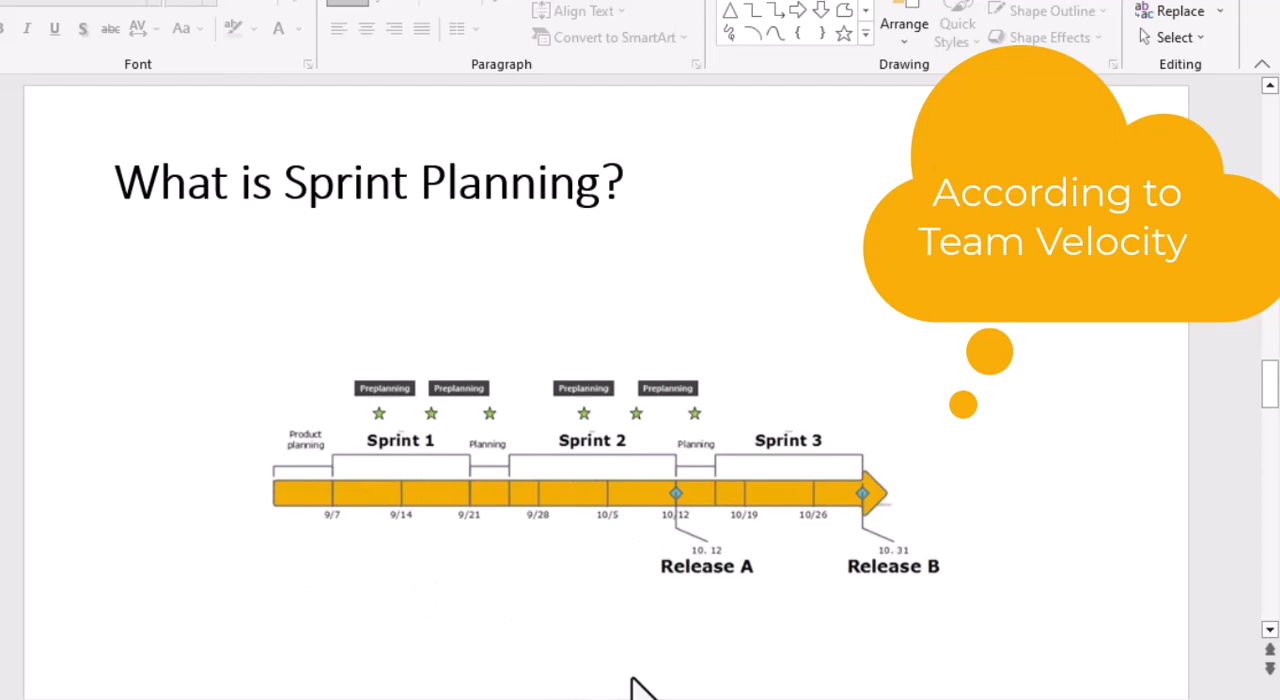 I U S abc AV Aa A
Align Text
Convert to SmartArt
Arrange
Quick
Styles
Shape Outline
Shape Effects
Replace
Select
Font
Paragraph
Drawing
Editing
What is Sprint Planning?
According to
Team Velocity
Preplanning Preplanning Preplanning Preplanning
Product
planning
Sprint 1
Planning
Sprint 2
Planning
Sprint 3
9/7 9/14 9/21 9/28 10/5 10/12 10/19 10/26
10. 12
Release A
10. 31
Release B